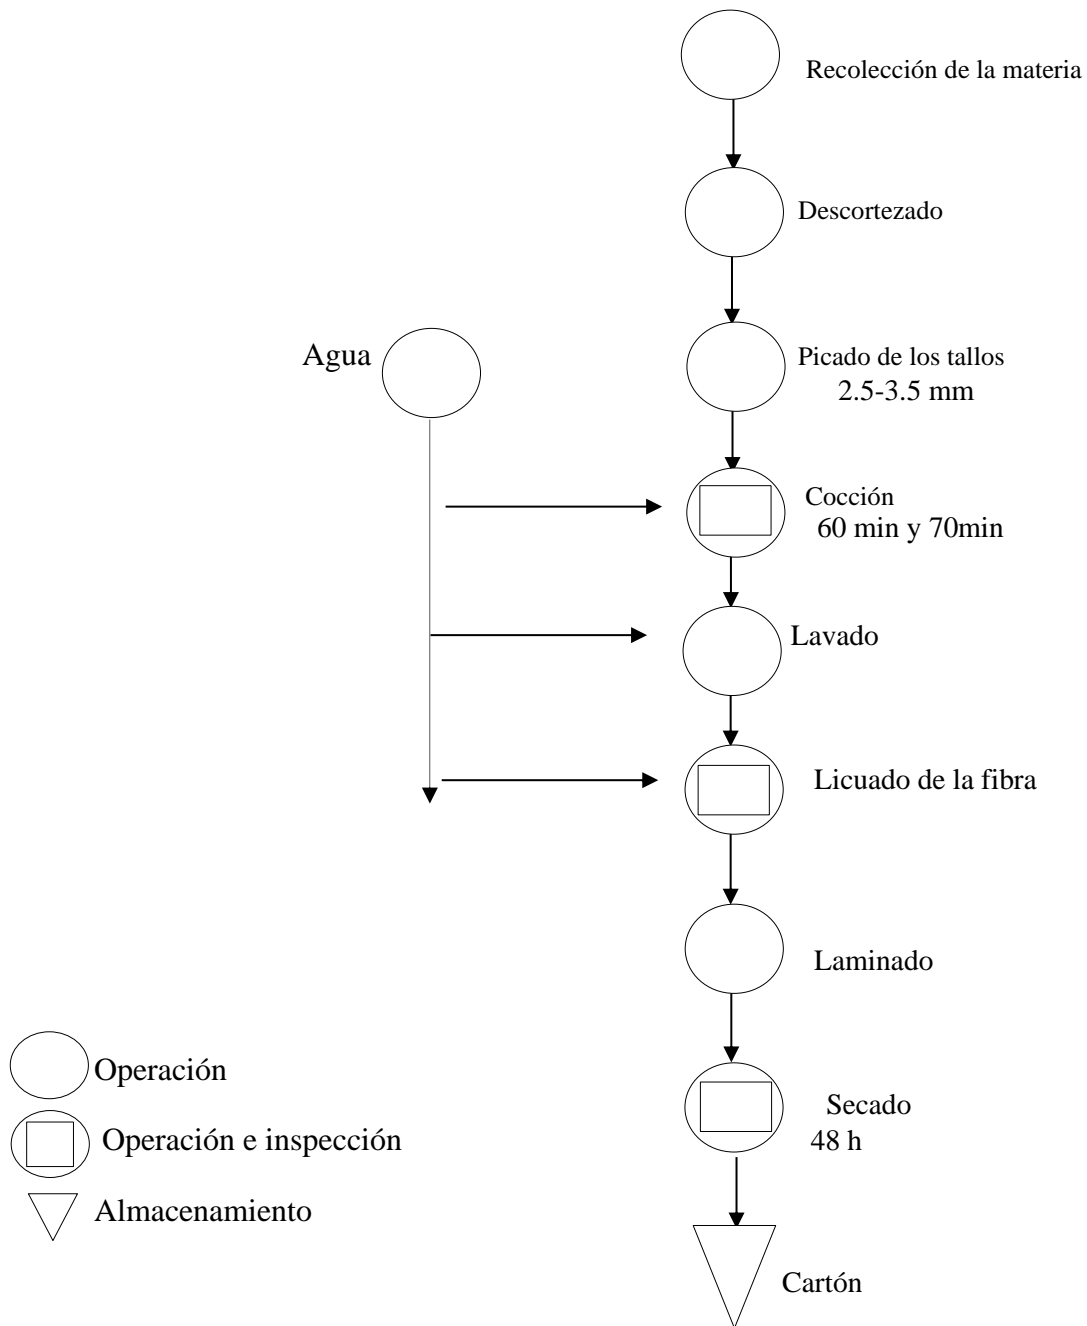 Recolección de la materia
Descortezado
Agua
Picado de los tallos
2.5-3.5 mm
Cocción
60 min y 70min
Lavado
Licuado de la fibra
Laminado
Operación
Operación e inspección
Almacenamiento
Secado
48 h
Cartón